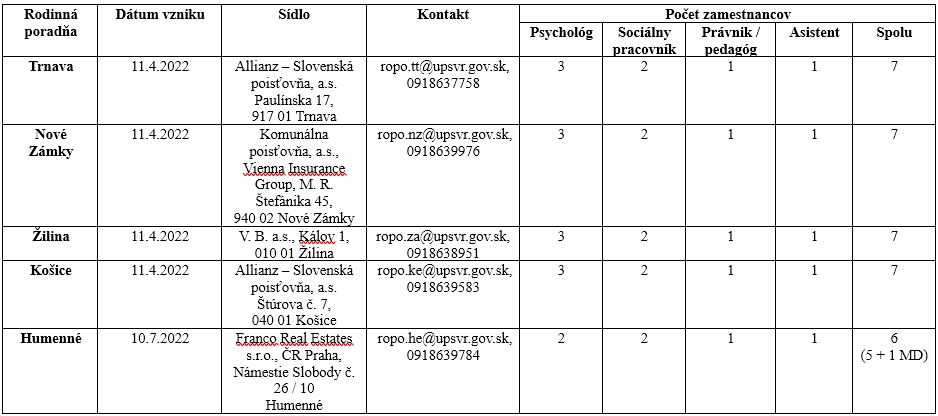 Rodinná poradňa
Dátum vzniku
Sídlo
Kontakt
Počet zamestnancov
Psychológ
Sociálny pracovník
Právnik / pedagóg
Asistent
Spolu
Trnava
11.4.2022
Allianz – Slovenská
poisťovňa, a.s.
Paulínska 17,
917 01 Trnava
ropo.tt@upsvr.gov.sk,
0918637758
3
2
1
1
7
Nové
Zámky
11.4.2022
Komunálna
poisťovňa, a.s.,
Vienna Insurance
Group, M. R.
Štefánika 45,
940 02 Nové Zámky
ropo.nz@upsvr.gov.sk,
0918639976
3
2
1
1
7
Žilina
11.4.2022
V. B. a.s., Kálov 1,
010 01 Žilina
ropo.za@upsvr.gov.sk,
0918638951
3
2
1
1
7
Košice
11.4.2022
Allianz – Slovenská
poisťovňa, a.s.
Štúrova č. 7,
040 01 Košice
ropo.ke@upsvr.gov.sk,
0918639583
3
2
1
1
7
Humenné
10.7.2022
Franco Real Estates
s.r.o., ČR Praha,
Námestie Slobody č.
26 / 10
Humenné
ropo.he@upsvr.gov.sk,
0918639784
2
2
1
1
6
(5 + 1 MD)